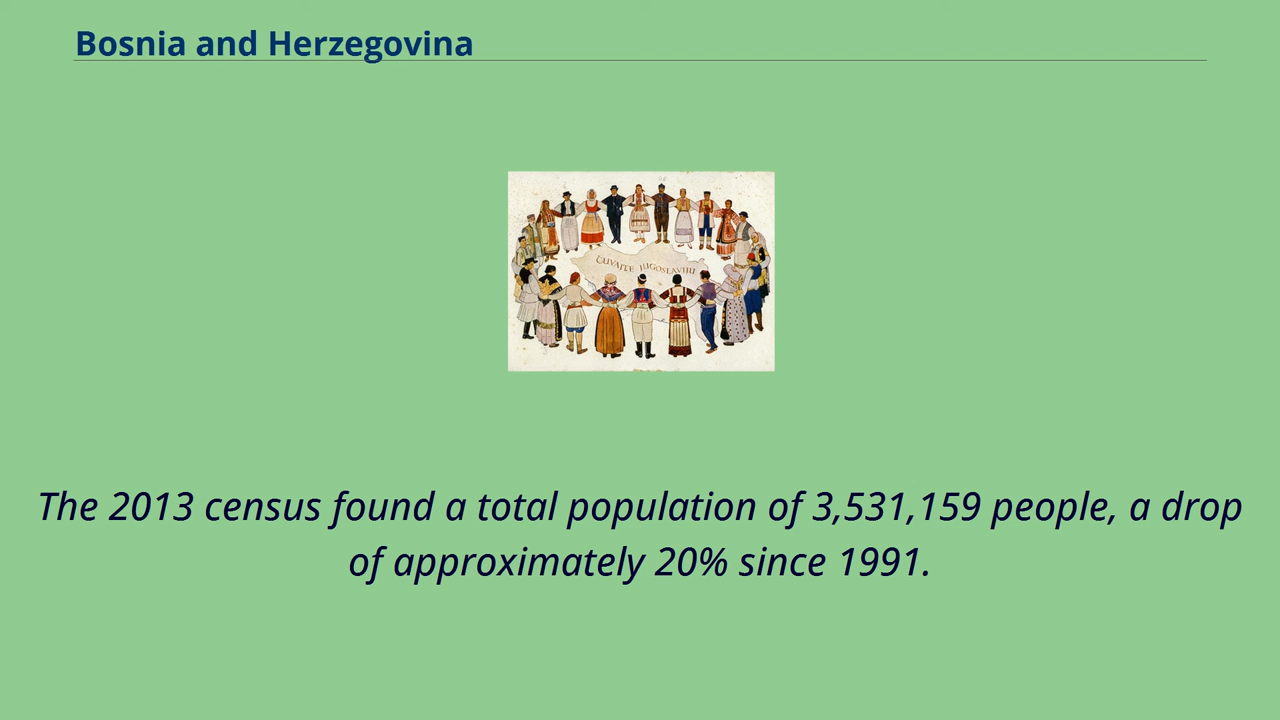 Bosnia and Herzegovina
ČUVAJTE JUGOSLAVIJU
The 2013 census found a total population of 3,531,159 people, a drop
of approximately 20% since 1991.